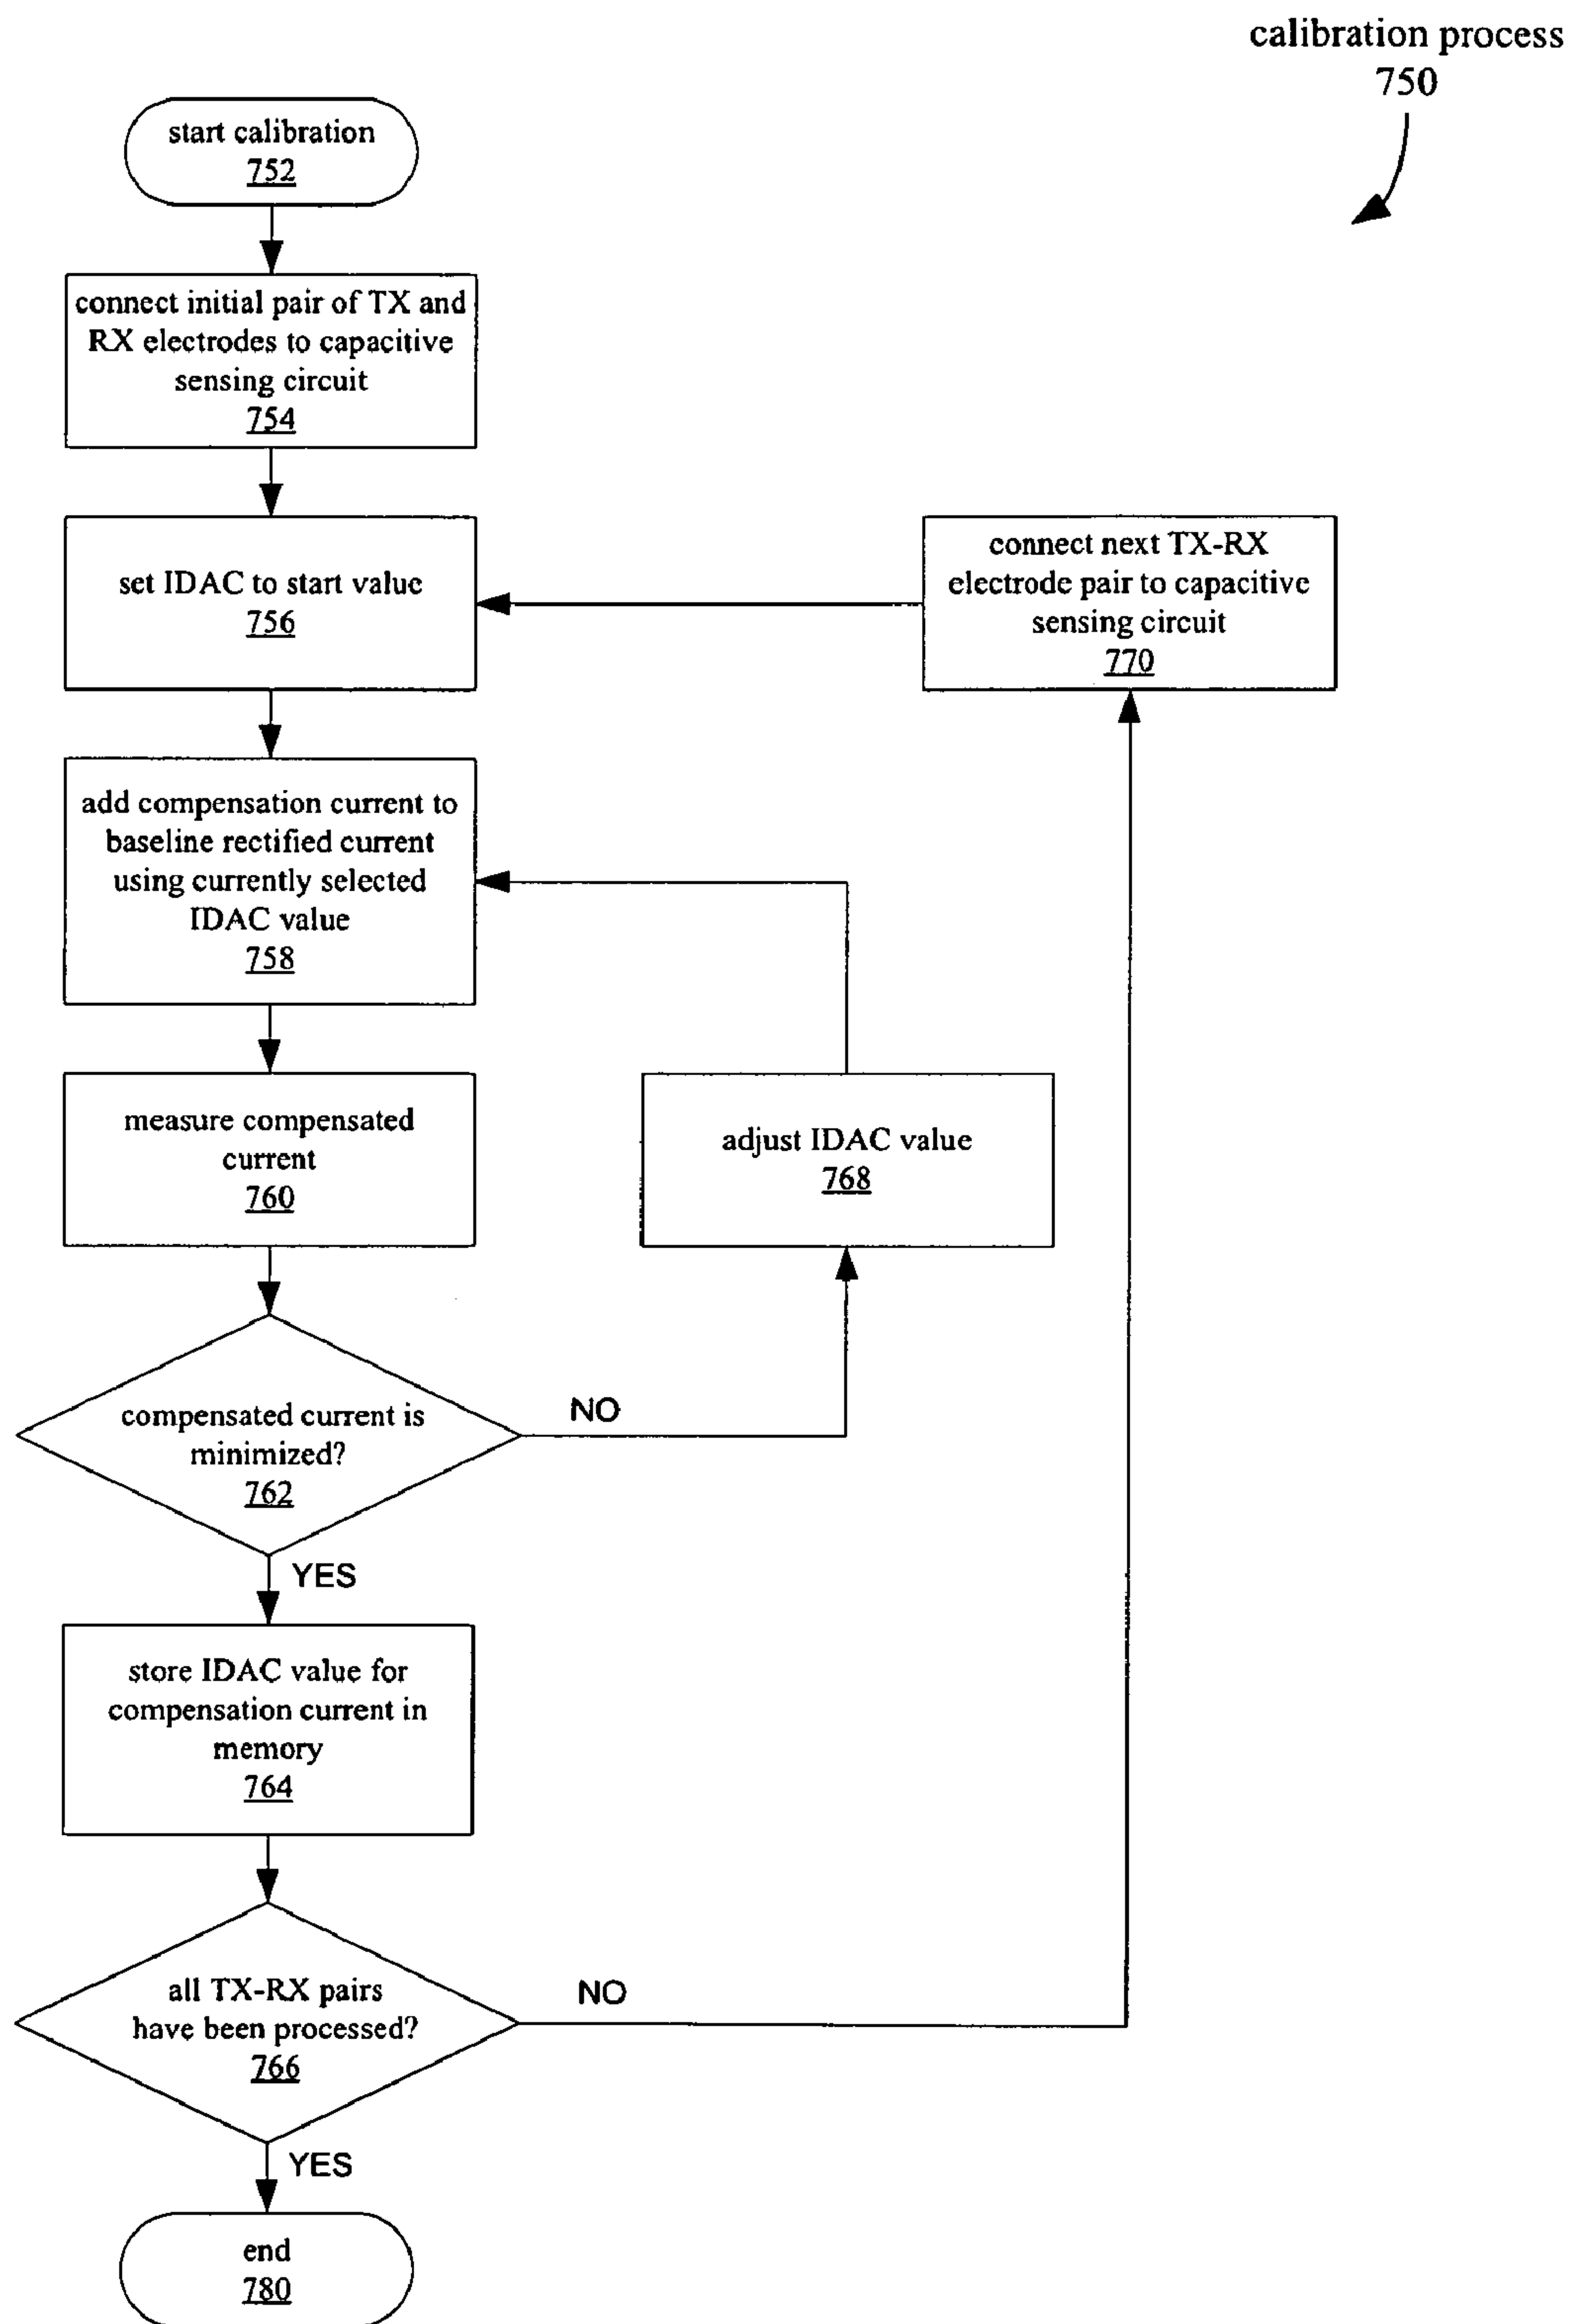 calibration process
750
start calibration
752
connect initial pair of TX and
RX electrodes to capacitive
sensing circuit
754
set IDAC to start value
756
connect next TX-RX
electrode pair to capacitive
sensing circuit
770
add compensation current to
baseline rectified current
using currently selected
IDAC value
758
measure compensated
current
760
adjust IDAC value
768
compensated current is
minimized?
762
NO
YES
store IDAC value for
compensation current in
memory
764
all TX-RX pairs
have been processed?
766
NO
YES
end
780